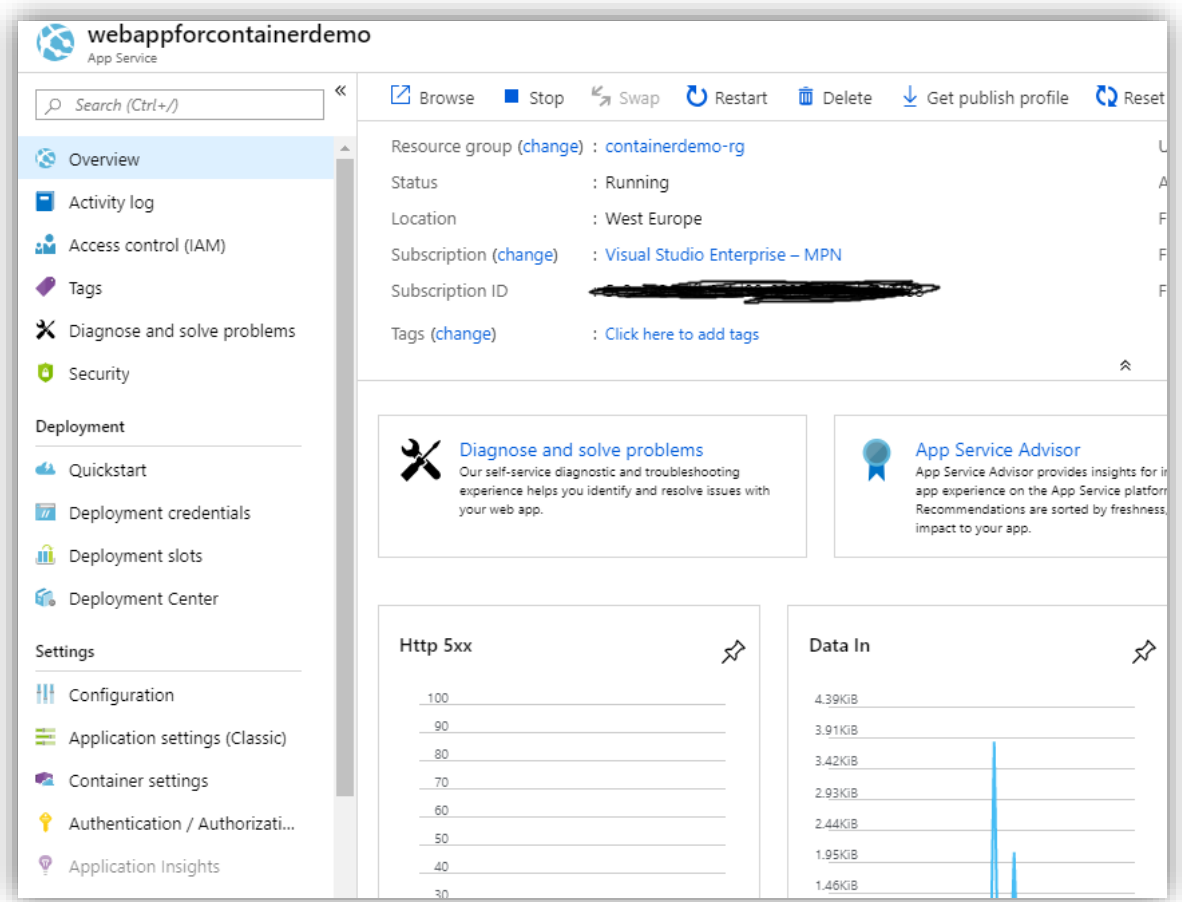 webappforcontainerdemo
App Service
Search (Ctrl+/)
«
Overview
Activity log
Access control (IAM)
Tags
Diagnose and solve problems
Security
Deployment
Quickstart
Deployment credentials
Deployment slots
Deployment Center
Settings
Configuration
Application settings (Classic)
Container settings
Authentication / Authorizati...
Application Insights
Browse Stop Swap Restart Delete Get publish profile Reset
Resource group (change) : containerdemo-rg
Status : Running
Location : West Europe
Subscription (change) : Visual Studio Enterprise – MPN
Subscription ID
Tags (change) : Click here to add tags
U
A
F
F
F
Diagnose and solve problems
Our self-service diagnostic and troubleshooting
experience helps you identify and resolve issues with
your web app.
App Service Advisor
App Service Advisor provides insights for
app experience on the App Service
Recommendations are sorted by freshness,
impact to your app.
Http 5xx
100
90
80
70
60
50
40
30
Data In
4.39KiB
3.91KiB
3.42KiB
2.93KiB
2.44KiB
1.95KiB
1.46KiB